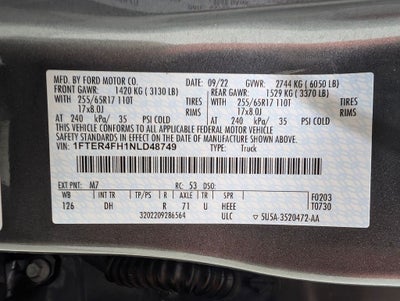 MFD. BY FORD MOTOR CO.
09/22 GVWR: 2744 KG ( 6050 LB)
FRONT GAWR: 1420 KG ( 3130 LB) REAR GAWR: 1529 KG ( 3370 LB)
WITH 255/65R17 110T TIRES WITH 255/65R17 110T TIRES
17x8.0J RIMS 17x8.0J RIMS
AT 240 kPa/ 35 PSI COLD AT 240 kPa/ 35 PSI COLD
THIS VEHICLE CONFORMS TO ALL APPLICABLE FEDERAL MOTOR VEHICLE
SAFETY STANDARDS IN EFFECT ON THE DATE OF MANUFACTURE SHOWN ABOVE.
VIN: 1FTER4FH1NLD48749 TYPE: Truck
EXT PNT: M7 RC: 53 DSO:
WB INT TR TP/PS R AXLE TR SPR F0203
126 DH R 71 U HEEE T0730
3202209286564 ULC 5U5A-3520472-AA